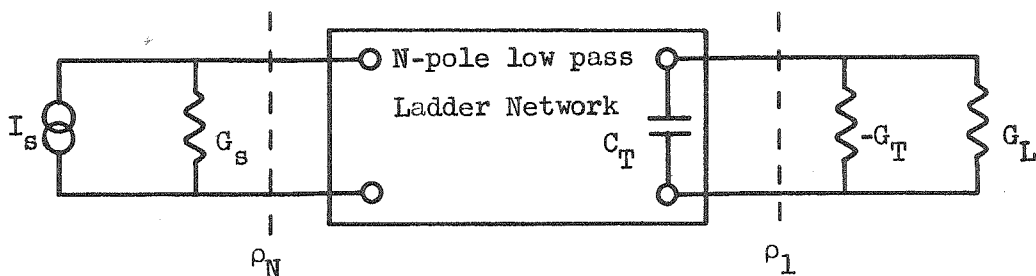 N-pole low pass
Ladder Network
I_s
G_s
C_T
-G_T
G_L
ρ_N
ρ_1